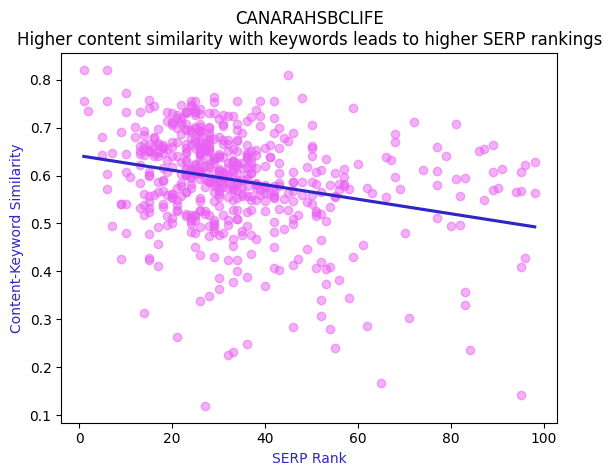 CANARAHSBCLIFE
Higher content similarity with keywords leads to higher SERP rankings
Content-Keyword Similarity
0.8
0.7
0.6
0.5
0.4
0.3
0.2
0.1
0 20 40 60 80 100
SERP Rank